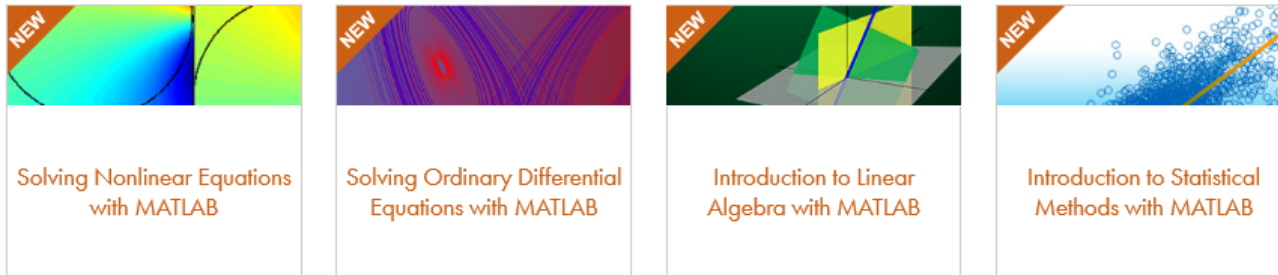 NEW
Solving Nonlinear Equations
with MATLAB
NEW
Solving Ordinary Differential
Equations with MATLAB
NEW
Introduction to Linear
Algebra with MATLAB
NEW
Introduction to Statistical
Methods with MATLAB